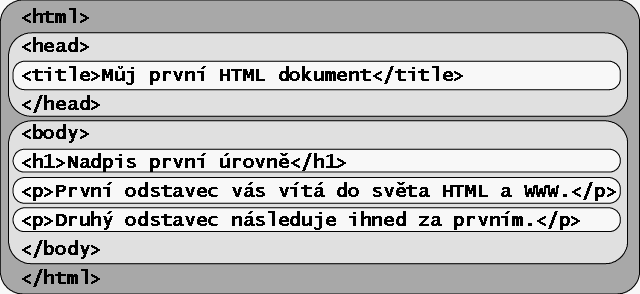 <html>
<head>
<title>Můj první HTML dokument</title>
</head>
<body>
<h1>Nadpis první úrovně</h1>
<p>První odstavec vás vítá do světa HTML a WWW.</p>
<p>Druhý odstavec následuje ihned za prvním.</p>
</body>
</html>